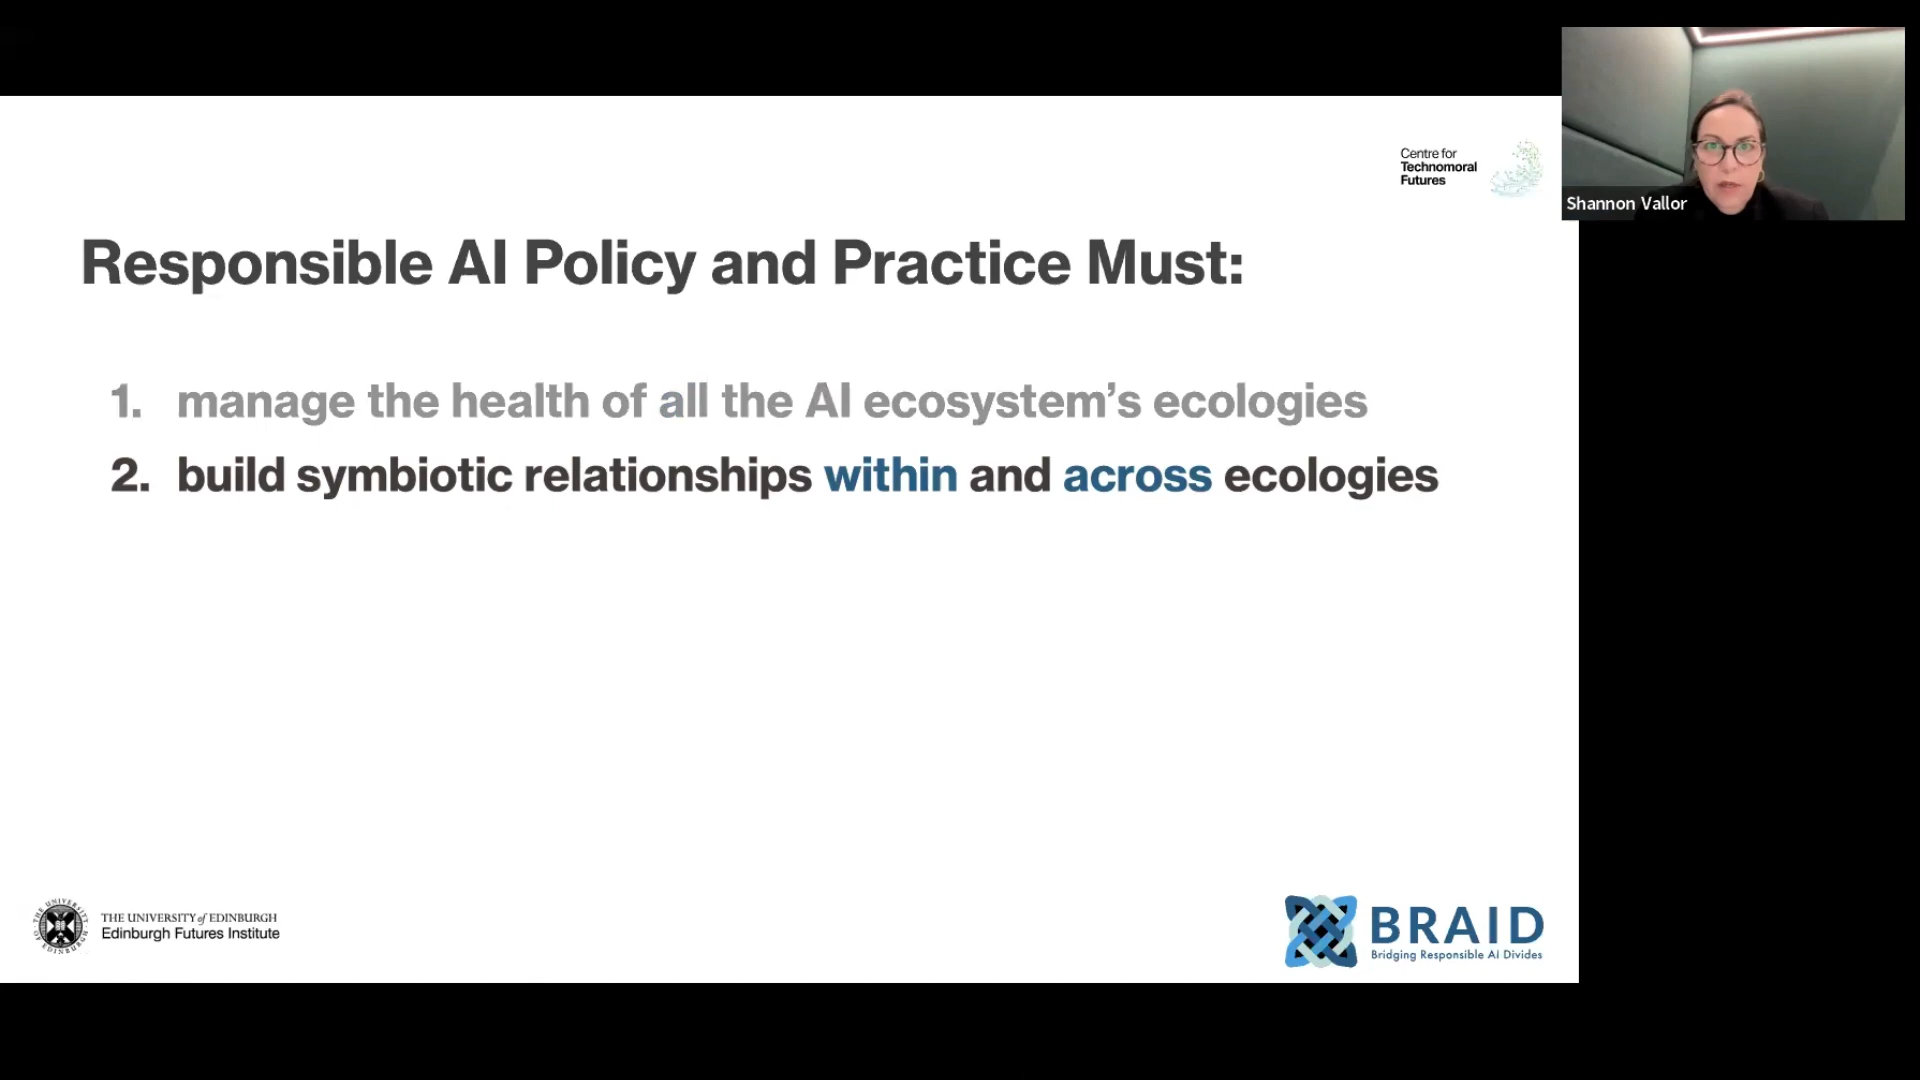 Centre for
Technomoral
Futures
Shannon Vallor
Responsible AI Policy and Practice Must:
1. manage the health of all the AI ecosystem’s ecologies
2. build symbiotic relationships within and across ecologies
THE UNIVERSITY of EDINBURGH
Edinburgh Futures Institute
BRAID
Bridging Responsible AI Divides